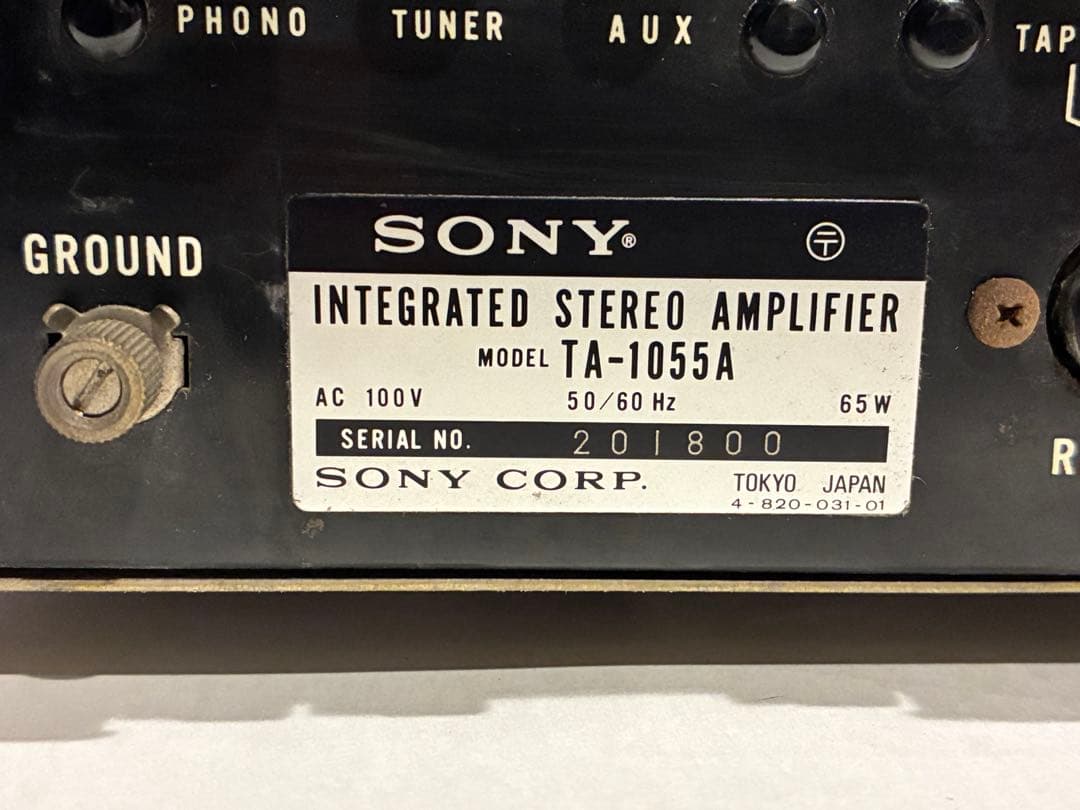 PHONO TUNER AUX
GROUND
SONY®
〒
INTEGRATED STEREO AMPLIFIER
MODEL TA-1055A
AC 100V 50/60 Hz 65W
SERIAL NO. 201800
SONY CORP. TOKYO JAPAN
4-820-031-01
TAP
R